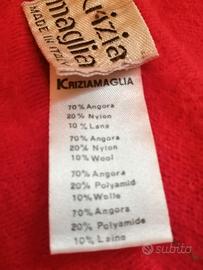 Krizia
maglia
MADE IN ITALY
KRIZIAMAGLIA
70% Angora
20% Nylon
10% Lana
70% Angora
20% Nylon
10% Wool
70% Angora
20% Polyamid
10% Wolle
70% Angora
20% Polyamide
10% Laine
subito